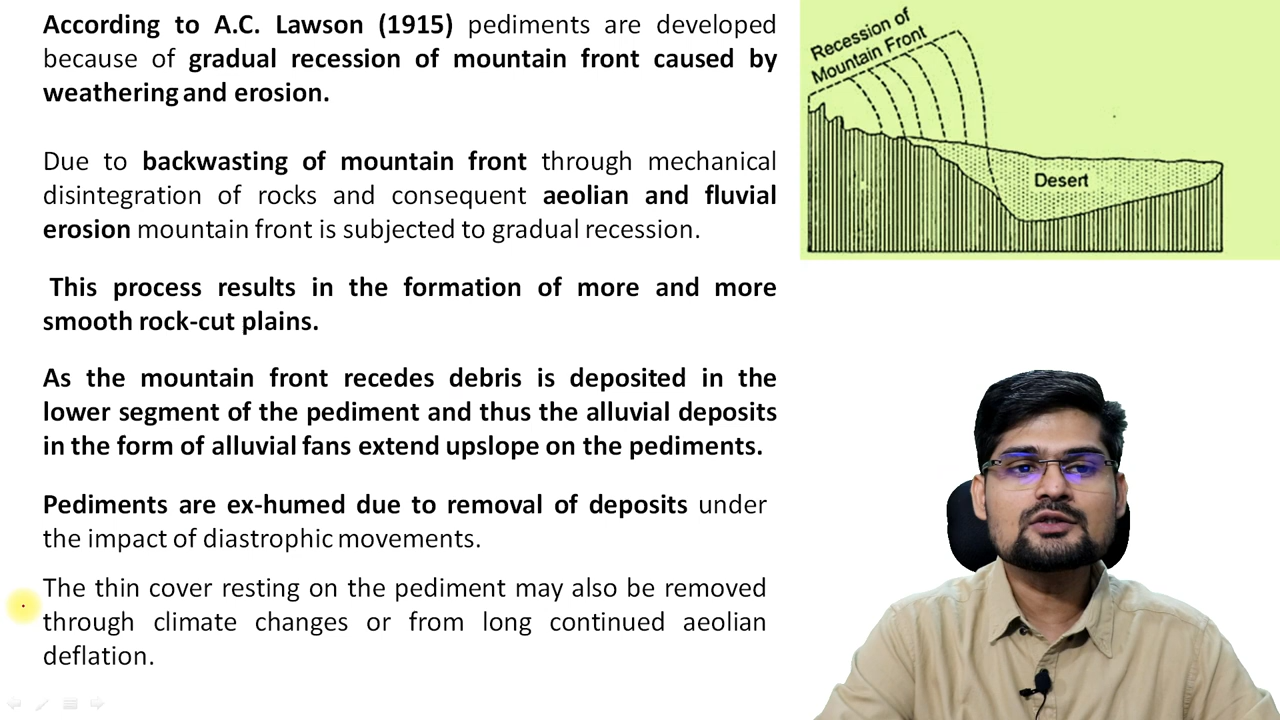 According to A.C. Lawson (1915) pediments are developed
because of gradual recession of mountain front caused by
weathering and erosion.
Due to backwasting of mountain front through mechanical
disintegration of rocks and consequent aeolian and fluvial
erosion mountain front is subjected to gradual recession.
This process results in the formation of more and more
smooth rock-cut plains.
As the mountain front recedes debris is deposited in the
lower segment of the pediment and thus the alluvial deposits
in the form of alluvial fans extend upslope on the pediments.
Pediments are ex-humed due to removal of deposits under
the impact of diastrophic movements.
The thin cover resting on the pediment may also be removed
through climate changes or from long continued aeolian
deflation.
Recession of
Mountain Front
Desert